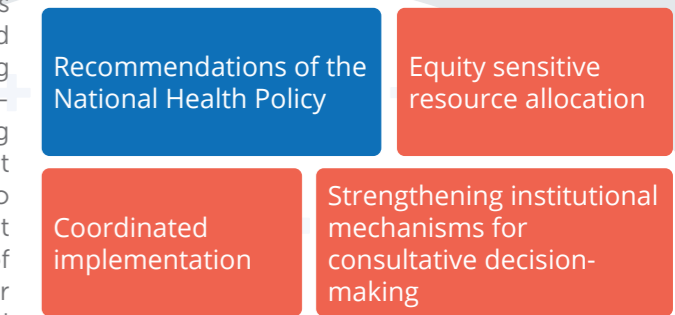 Recommendations of the
National Health Policy
Equity sensitive
resource allocation
Coordinated
implementation
Strengthening institutional
mechanisms for
consultative decision-
making